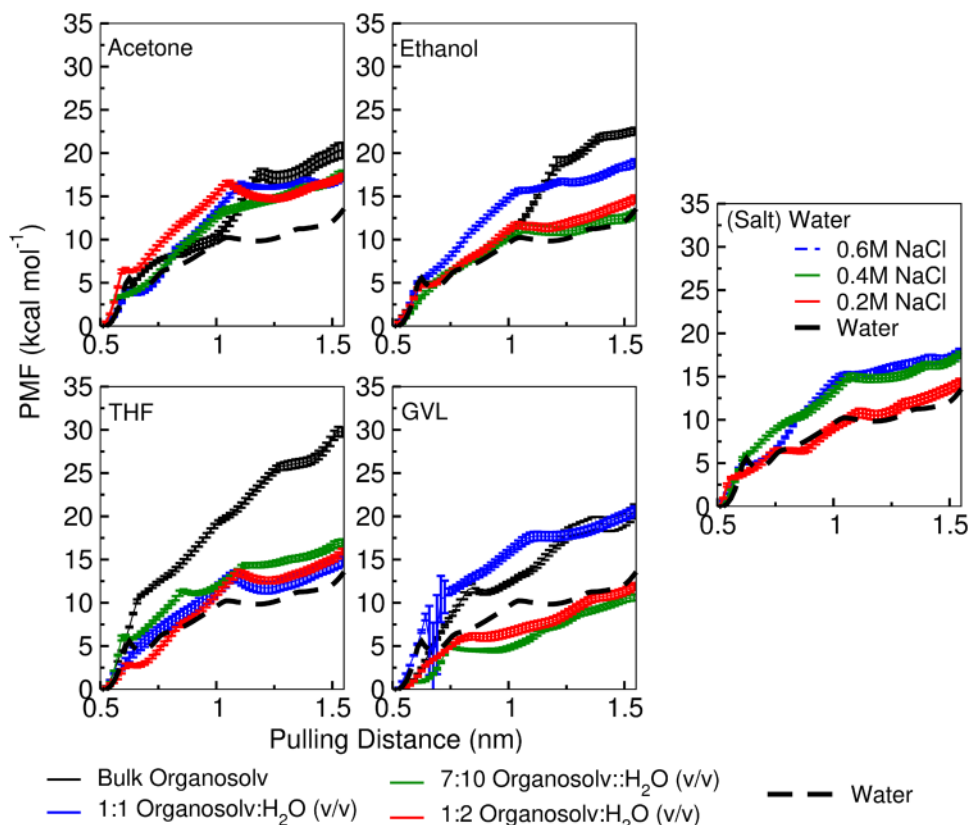 Acetone
Ethanol
35
30
25
20
15
10
5
0
0.5 1 1.5
35
30
25
20
15
10
5
0
0.5 1 1.5
(Salt) Water
0.6M NaCl
0.4M NaCl
0.2M NaCl
Water
35
30
25
20
15
10
5
0
0.5 1 1.5
PMF (kcal mol⁻¹)
THF
GVL
35
30
25
20
15
10
5
0
0.5 1 1.5
35
30
25
20
15
10
5
0
0.5 1 1.5
Pulling Distance (nm)
Bulk Organosolv
7:10 Organosolv::H₂O (v/v)
Water
1:1 Organosolv:H₂O (v/v)
1:2 Organosolv:H₂O (v/v)